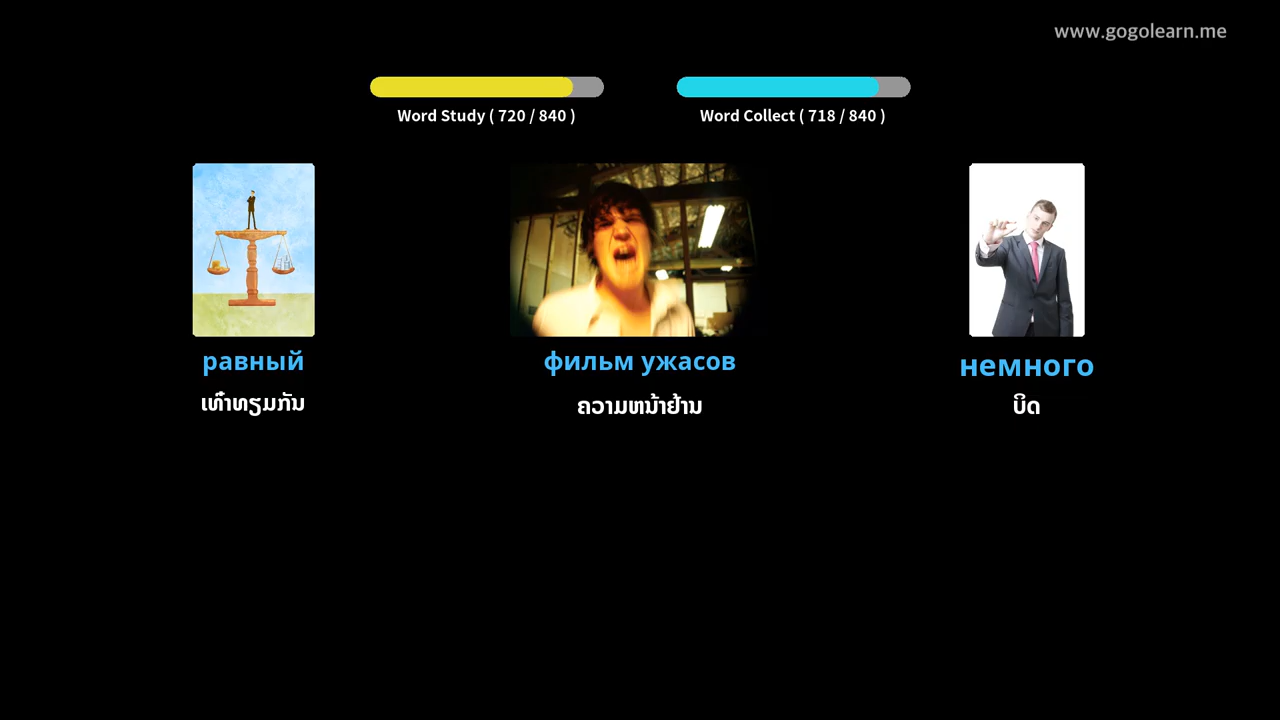 www.gogolearn.me
Word Study ( 720 / 840 )
Word Collect ( 718 / 840 )
равный
ເທົ່າທຽມກັນ
фильм ужасов
ຄວາມຫນ້າຢ້ານ
немного
ບິດ